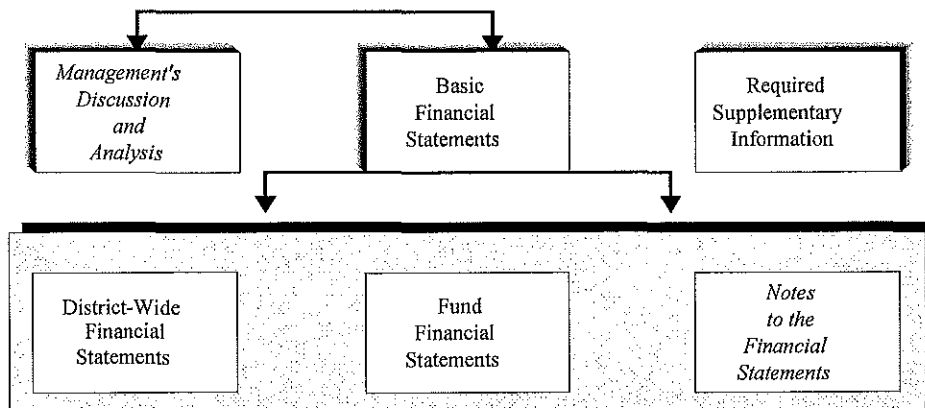 Management's
Discussion
and
Analysis
Basic
Financial
Statements
Required
Supplementary
Information
District-Wide
Financial
Statements
Fund
Financial
Statements
Notes
to the
Financial
Statements